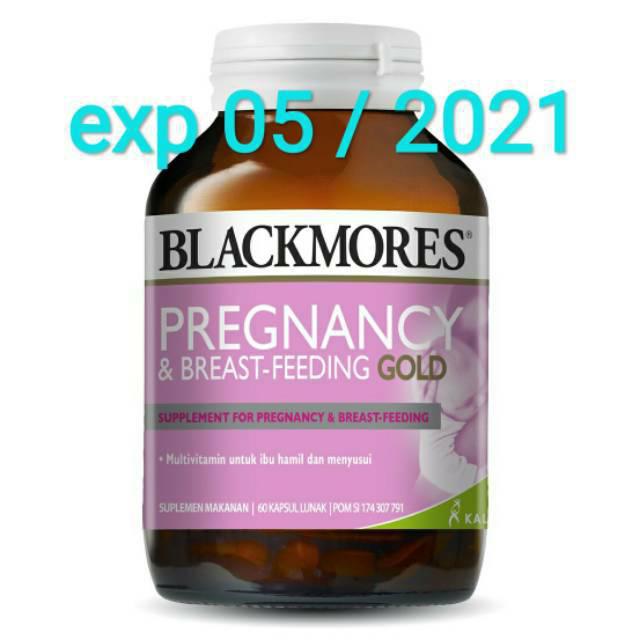 exp 05 / 2021
BLACKMORES®
PREGNANCY
& BREAST-FEEDING GOLD
SUPPLEMENT FOR PREGNANCY & BREAST-FEEDING
• Multivitamin untuk ibu hamil dan menyusui
SUPLEMEN MAKANAN | 60 KAPSUL LUNAK | POM SI 174 307 791
KAL